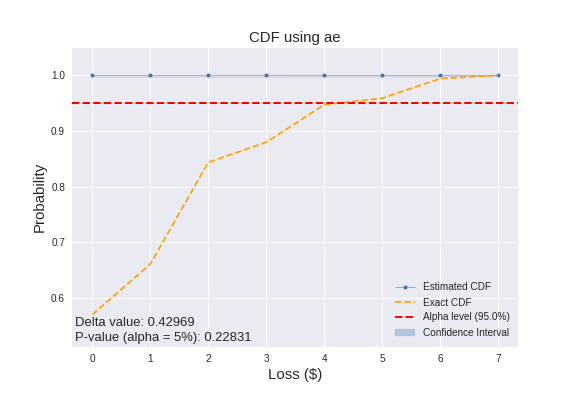 CDF using ae
Probability
1.0
0.9
0.8
0.7
0.6
Delta value: 0.42969
P-value (alpha = 5%): 0.22831
Estimated CDF
Exact CDF
Alpha level (95.0%)
Confidence Interval
0 1 2 3 4 5 6 7
Loss ($)